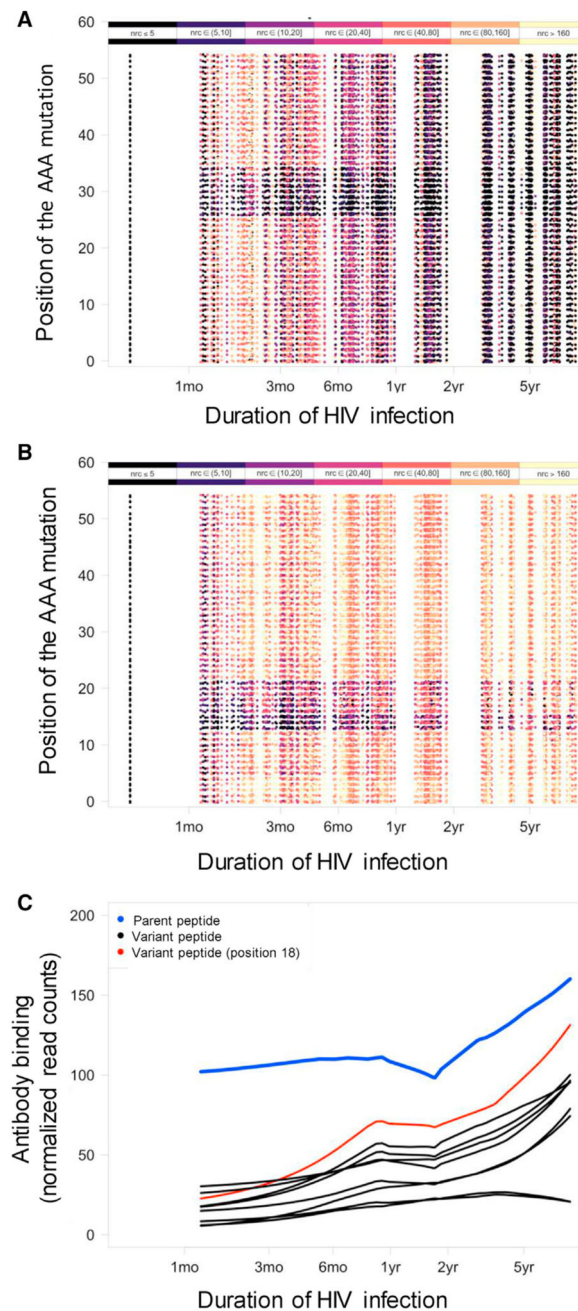 A
60
nrc ≤ 5 nrc ∈ (5,10] nrc ∈ (10,20] nrc ∈ (20,40] nrc ∈ (40,80] nrc ∈ (80,160] nrc > 160
50
40
30
20
10
0
Position of the AAA mutation
1mo 3mo 6mo 1yr 2yr 5yr
Duration of HIV infection
B
60
nrc ≤ 5 nrc ∈ (5,10] nrc ∈ (10,20] nrc ∈ (20,40] nrc ∈ (40,80] nrc ∈ (80,160] nrc > 160
50
40
30
20
10
0
Position of the AAA mutation
1mo 3mo 6mo 1yr 2yr 5yr
Duration of HIV infection
C
200
Parent peptide
Variant peptide
Variant peptide (position 18)
150
100
50
0
Antibody binding
(normalized read counts)
1mo 3mo 6mo 1yr 2yr 5yr
Duration of HIV infection